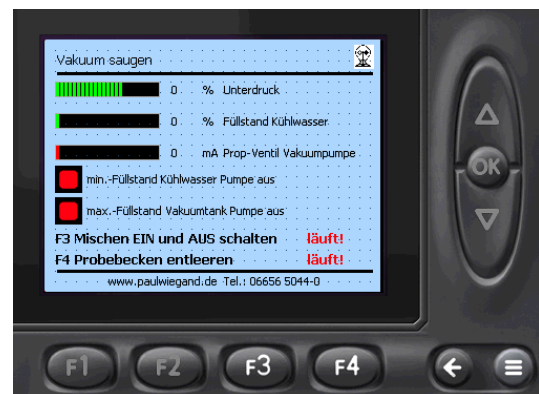 Vakuum saugen
0 % Unterdruck
0 % Füllstand Kühlwasser
0 mA Prop-Ventil Vakuumpumpe
min.-Füllstand Kühlwasser Pumpe aus
max.-Füllstand Vakuumtank Pumpe aus
F3 Mischen EIN und AUS schalten läuft!
F4 Probebecken entleeren läuft!
www.paulwiegand.de Tel.: 06656 5044-0
OK
F1 F2 F3 F4